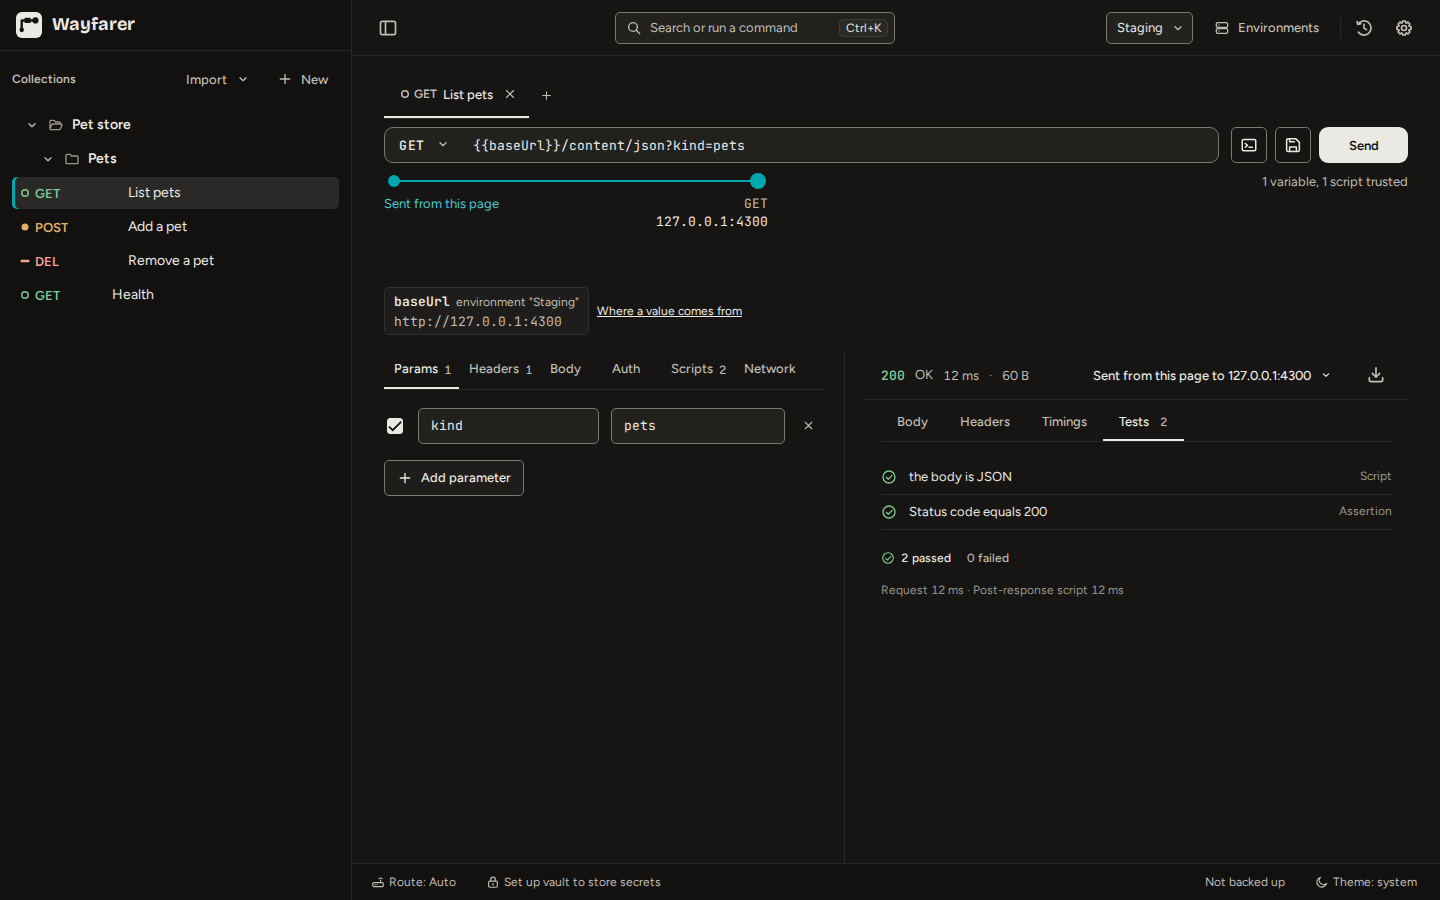 Wayfarer
Search or run a command Ctrl+K
Staging
Environments
Collections
Import
New
GET List pets
Pet store
GET {{baseUrl}}/content/json?kind=pets
Send
Pets
GET List pets
1 variable, 1 script trusted
Sent from this page
GET
127.0.0.1:4300
POST Add a pet
DEL Remove a pet
GET Health
baseUrl environment "Staging"
http://127.0.0.1:4300
Where a value comes from
Params 1 Headers 1 Body Auth Scripts 2 Network
200 OK 12 ms · 60 B
Sent from this page to 127.0.0.1:4300
kind pets
Add parameter
Body Headers Timings Tests 2
the body is JSON Script
Status code equals 200 Assertion
2 passed 0 failed
Request 12 ms · Post-response script 12 ms
Route: Auto
Set up vault to store secrets
Not backed up
Theme: system